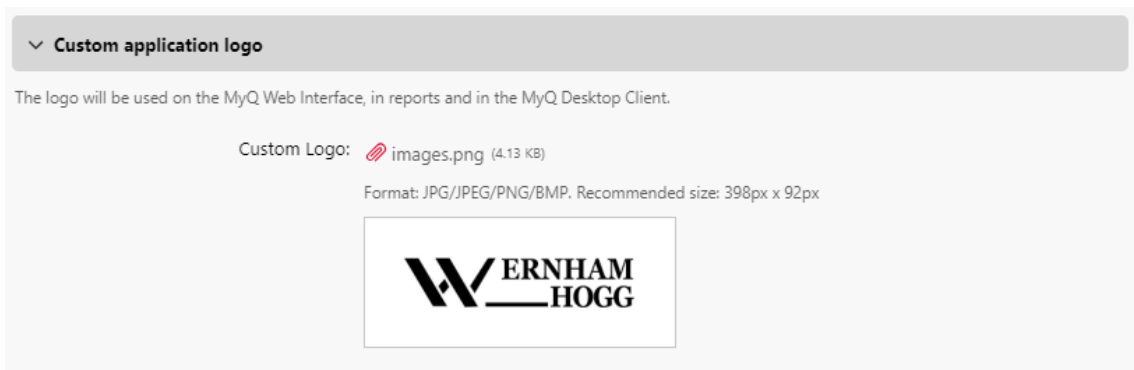 Custom application logo
The logo will be used on the MyQ Web Interface, in reports and in the MyQ Desktop Client.
Custom Logo: images.png (4.13 KB)
Format: JPG/JPEG/PNG/BMP. Recommended size: 398px x 92px
WERNHAM
HOGG